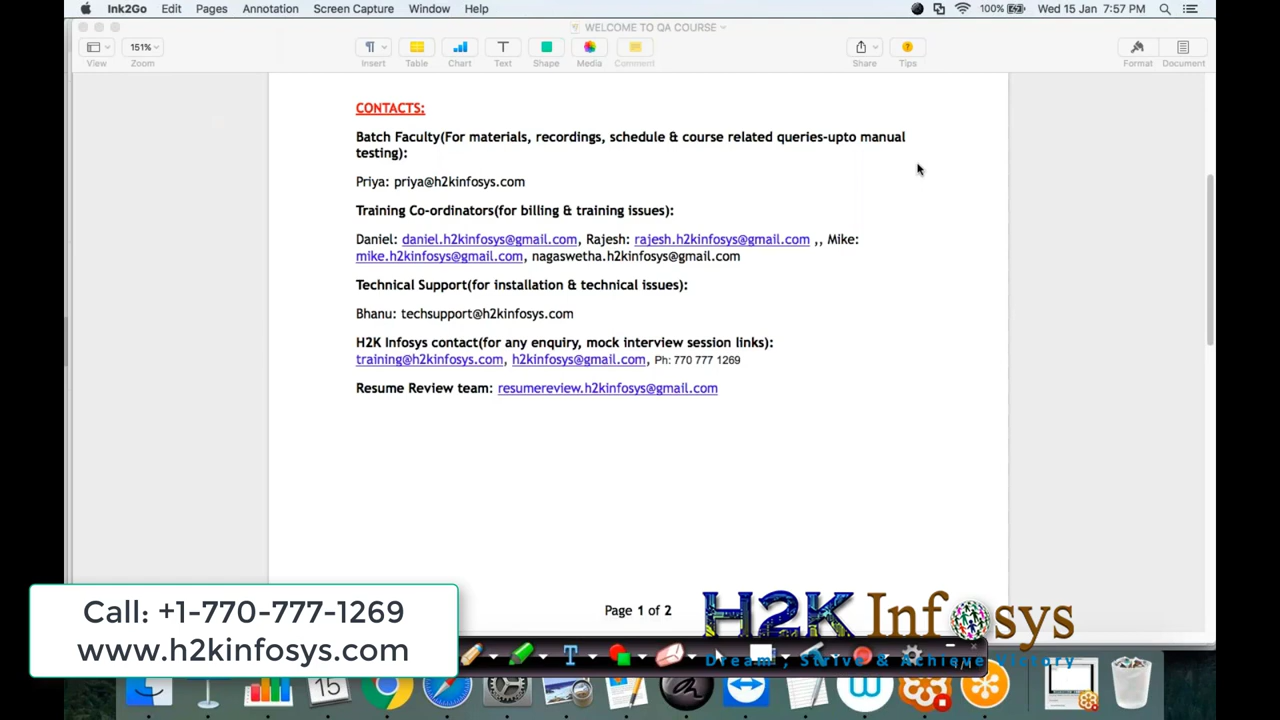 Ink2Go Edit Pages Annotation Screen Capture Window Help 100% Wed 15 Jan 7:57 PM
WELCOME TO QA COURSE
151%
View Zoom Insert Table Chart Text Shape Media Comment Share Tips Format Document
CONTACTS:
Batch Faculty(For materials, recordings, schedule & course related queries-upto manual
testing):
Priya: priya@h2kinfosys.com
Training Co-ordinators(for billing & training issues):
Daniel: daniel.h2kinfosys@gmail.com, Rajesh: rajesh.h2kinfosys@gmail.com ,, Mike:
mike.h2kinfosys@gmail.com, nagaswetha.h2kinfosys@gmail.com
Technical Support(for installation & technical issues):
Bhanu: techsupport@h2kinfosys.com
H2K Infosys contact(for any enquiry, mock interview session links):
training@h2kinfosys.com, h2kinfosys@gmail.com, Ph: 770 777 1269
Resume Review team: resumereview.h2kinfosys@gmail.com
Page 1 of 2
Call: +1-770-777-1269
www.h2kinfosys.com
H2K Infosys
Dream, Strive & Achieve Victory
15